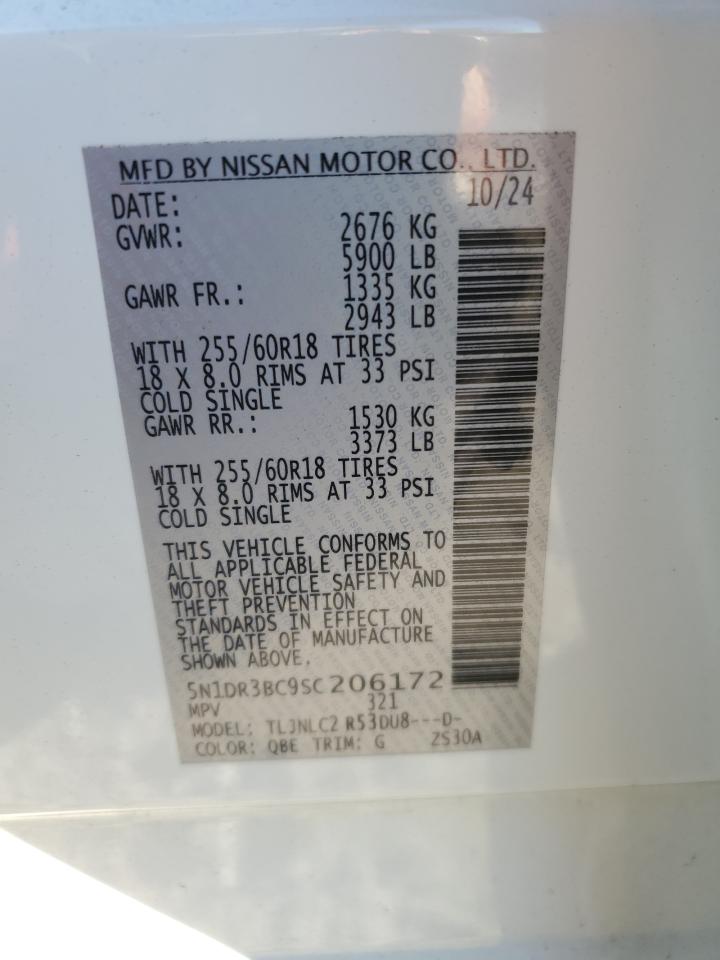 MFD BY NISSAN MOTOR CO., LTD.
DATE: 10/24
GVWR: 2676 KG
5900 LB
GAWR FR.: 1335 KG
2943 LB
WITH 255/60R18 TIRES
18 X 8.0 RIMS AT 33 PSI
COLD SINGLE
GAWR RR.: 1530 KG
3373 LB
WITH 255/60R18 TIRES
18 X 8.0 RIMS AT 33 PSI
COLD SINGLE
THIS VEHICLE CONFORMS TO
ALL APPLICABLE FEDERAL
MOTOR VEHICLE SAFETY AND
THEFT PREVENTION
STANDARDS IN EFFECT ON
THE DATE OF MANUFACTURE
SHOWN ABOVE.
5N1DR3BC9SC206172
MPV 321
MODEL: TLJNLC2 R53DU8---D-
COLOR: QBE TRIM: G 2S30A